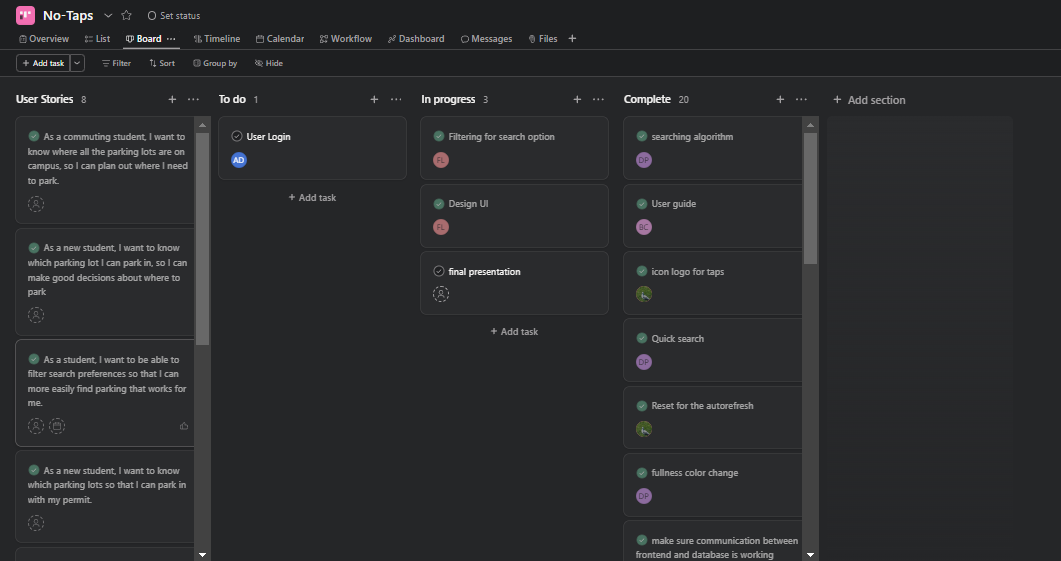 No-Taps Set status
Overview List Board ... Timeline Calendar Workflow Dashboard Messages Files +
+ Add task Filter Sort Group by Hide
User Stories 8 + ...
As a commuting student, I want to
know where all the parking lots are on
campus, so I can plan out where I need
to park.
As a new student, I want to know
which parking lot I can park in, so I can
make good decisions about where to
park
As a student, I want to be able to
filter search preferences so that I can
more easily find parking that works for
me.
As a new student, I want to know
which parking lots so that I can park in
with my permit.
To do 1 + ...
User Login
AD
+ Add task
In progress 3 + ...
Filtering for search option
FL
Design UI
FL
final presentation
+ Add task
Complete 20 + ...
searching algorithm
DP
User guide
BC
icon logo for taps
Quick search
DP
Reset for the autorefresh
fullness color change
DP
make sure communication between
frontend and database is working
+ Add section